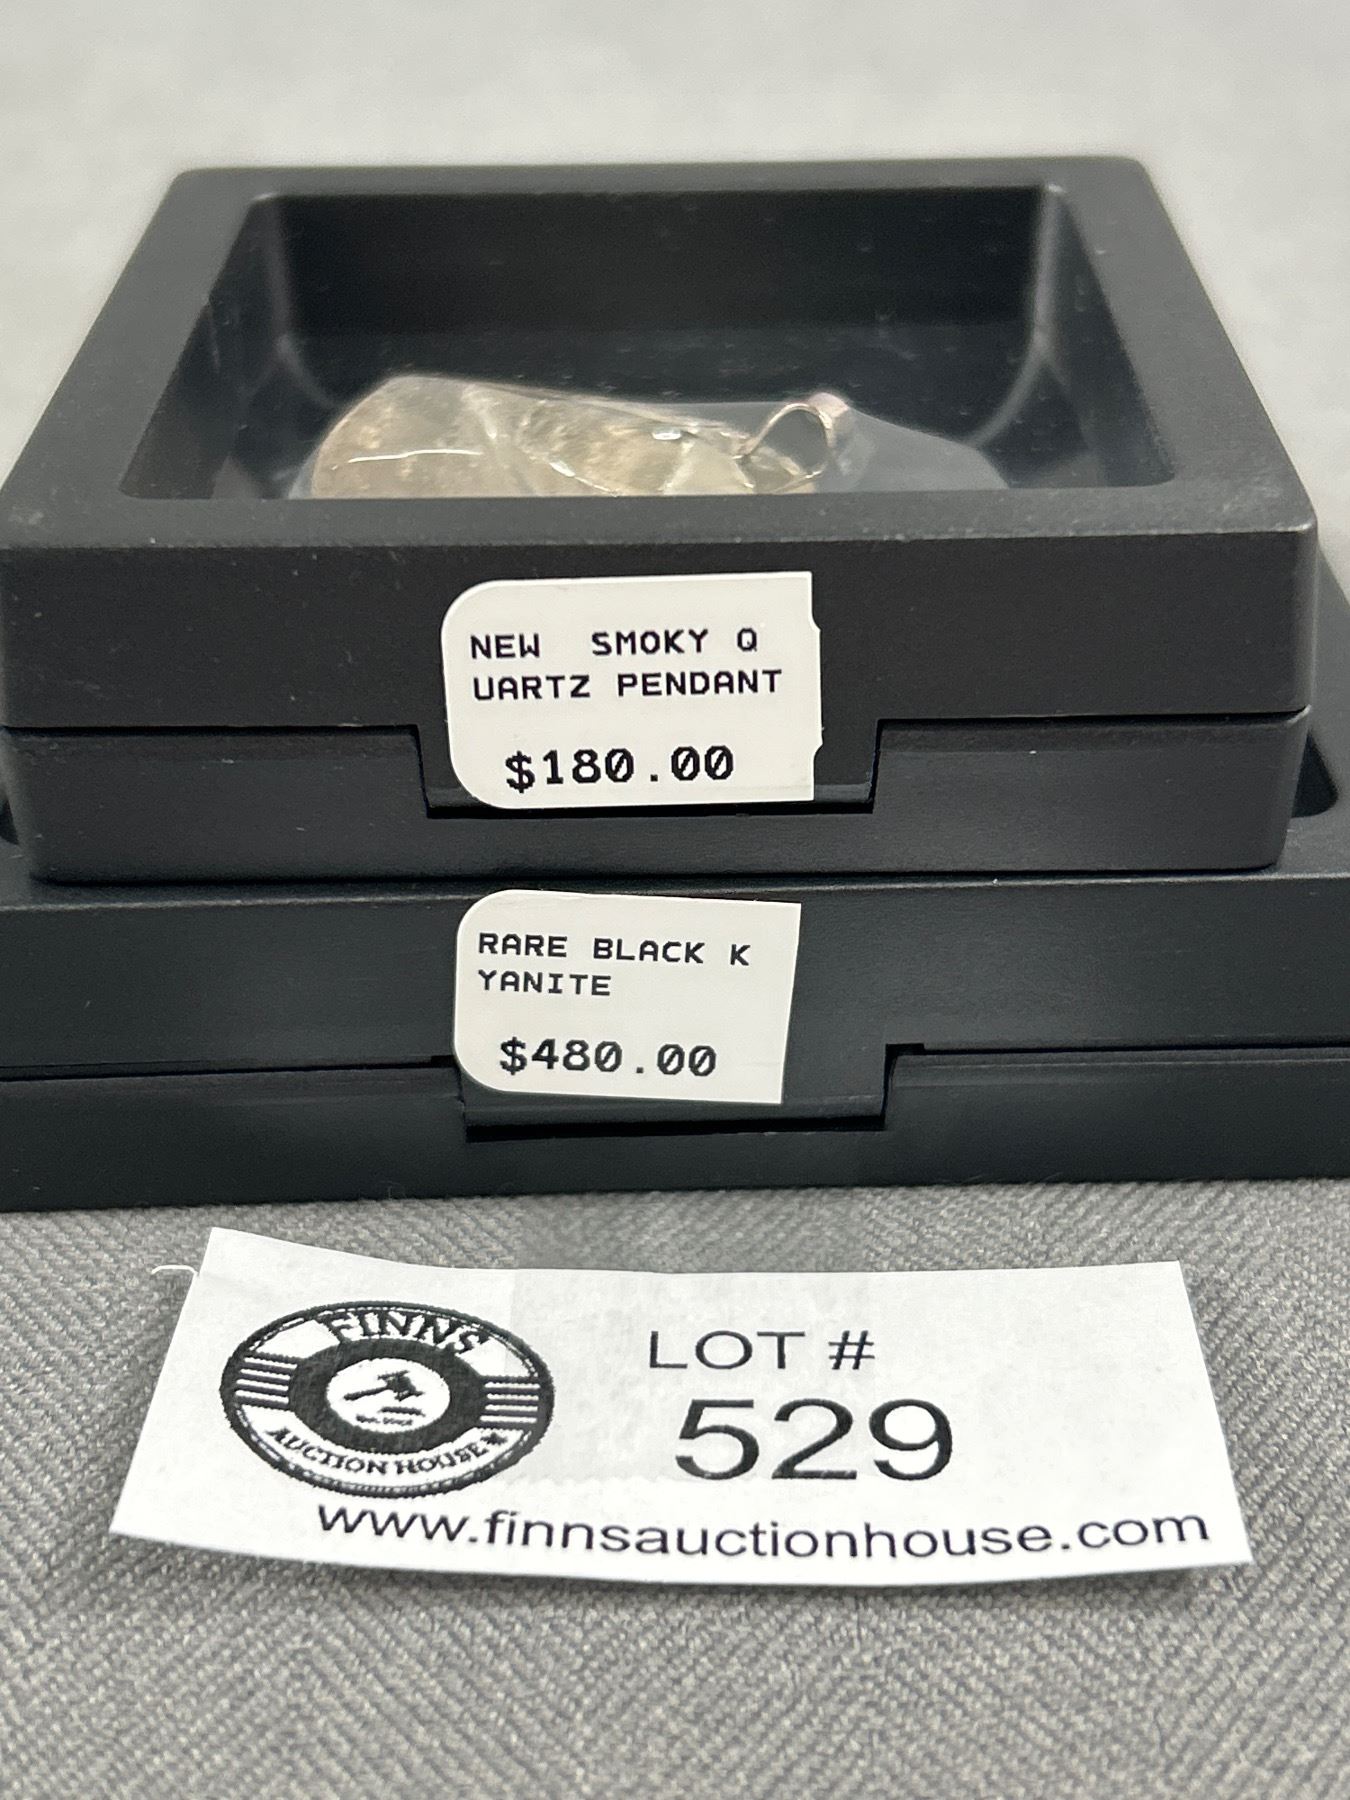 NEW SMOKY Q
UARTZ PENDANT
$180.00
RARE BLACK K
YANITE
$480.00
FINNS
AUCTION HOUSE
LOT #
529
www.finnsauctionhouse.com